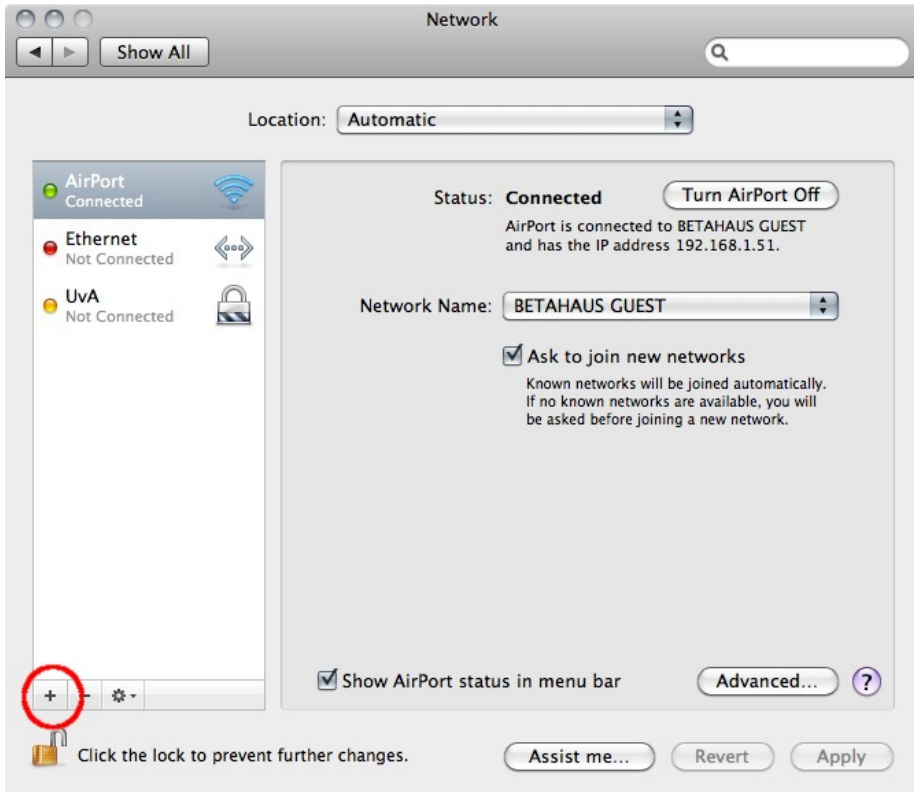 Network
Show All
Location: Automatic
AirPort
Connected
Ethernet
Not Connected
UvA
Not Connected
Status: Connected
Turn AirPort Off
AirPort is connected to BETAHAUS GUEST
and has the IP address 192.168.1.51.
Network Name: BETAHAUS GUEST
Ask to join new networks
Known networks will be joined automatically.
If no known networks are available, you will
be asked before joining a new network.
+ -
Show AirPort status in menu bar
Advanced... ?
Click the lock to prevent further changes.
Assist me... Revert Apply